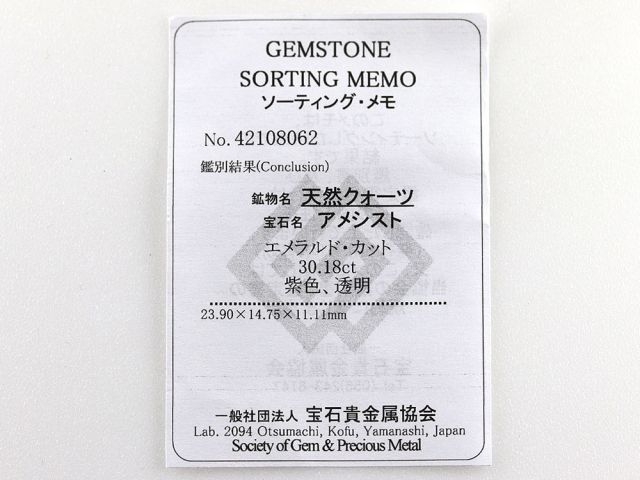 GEMSTONE
SORTING MEMO
ソーティング・メモ
No. 42108062
鑑別結果(Conclusion)
鉱物名 天然クォーツ
宝石名 アメシスト
エメラルド・カット
30.18ct
紫色、透明
23.90×14.75×11.11mm
一般社団法人 宝石貴金属協会
Lab. 2094 Otsumachi, Kofu, Yamanashi, Japan
Society of Gem & Precious Metal